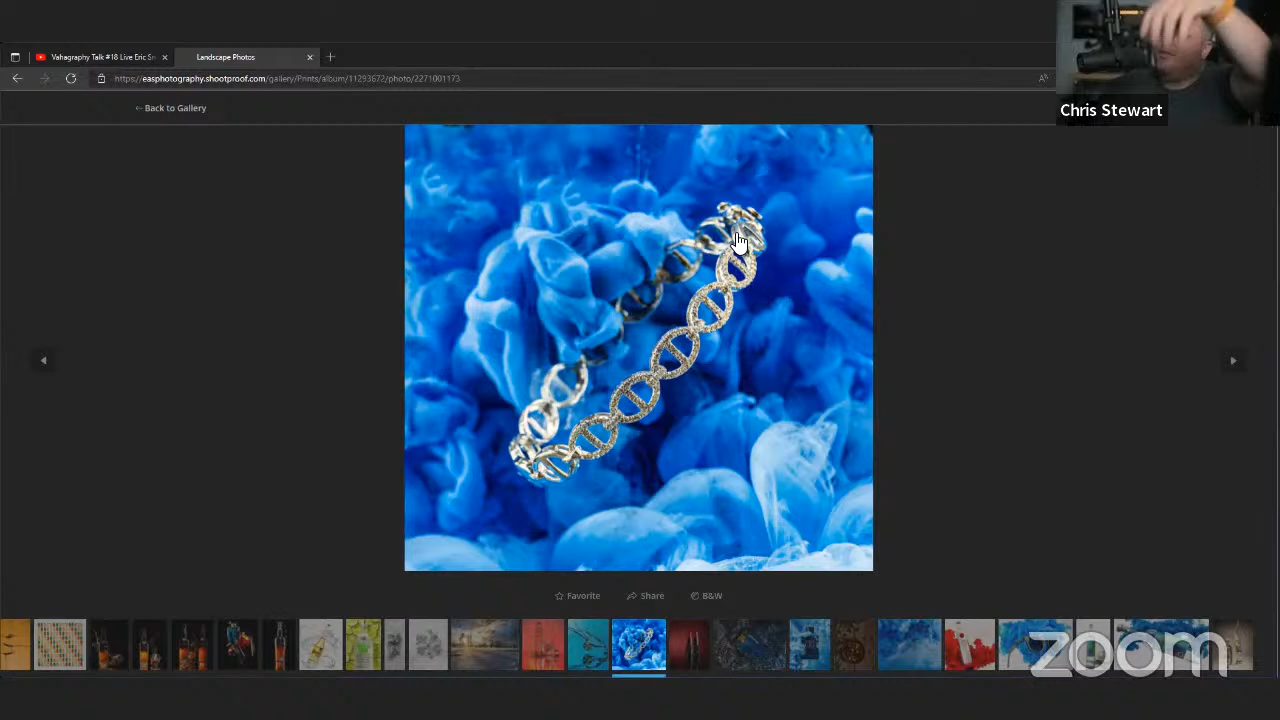 Vahagraphy Talk #18 Live Eric Sm
Landscape Photos
https://easphotography.shootproof.com/gallery/Prints/album/11293672/photo/2271001173
Chris Stewart
← Back to Gallery
Favorite
Share
B&W
zoom